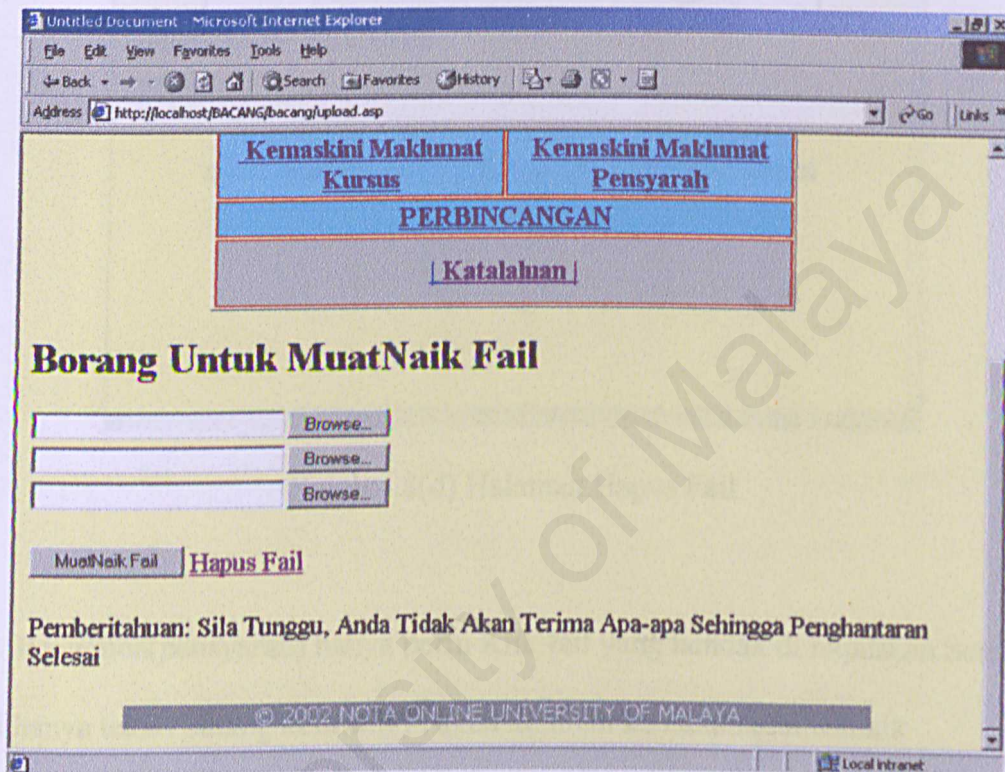 Untitled Document - Microsoft Internet Explorer
File Edit View Favorites Tools Help
Back Search Favorites History
Address http://localhost/BACANG/bacang/upload.asp Go Links »
Kemaskini Maklumat Kursus
Kemaskini Maklumat Pensyarah
PERBINCANGAN
| Katalaluan |
Borang Untuk MuatNaik Fail
Browse...
Browse...
Browse...
MuatNaik Fail Hapus Fail
Pemberitahuan: Sila Tunggu, Anda Tidak Akan Terima Apa-apa Sehingga Penghantaran
Selesai
© 2002 NOTA ONLINE UNIVERSITY OF MALAYA
Local intranet
University of Malaya